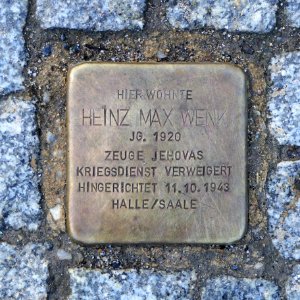 HIER WOHNTE
HEINZ MAX WENK
JG. 1920
ZEUGE JEHOVAS
KRIEGSDIENST VERWEIGERT
HINGERICHTET 11.10.1943
HALLE/SAALE